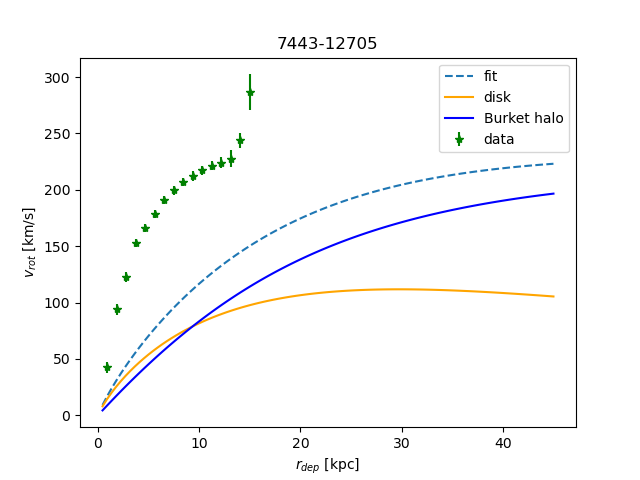 7443-12705
300
250
200
150
100
50
0
v_rot [km/s]
fit
disk
Burket halo
data
0 10 20 30 40
r_dep [kpc]